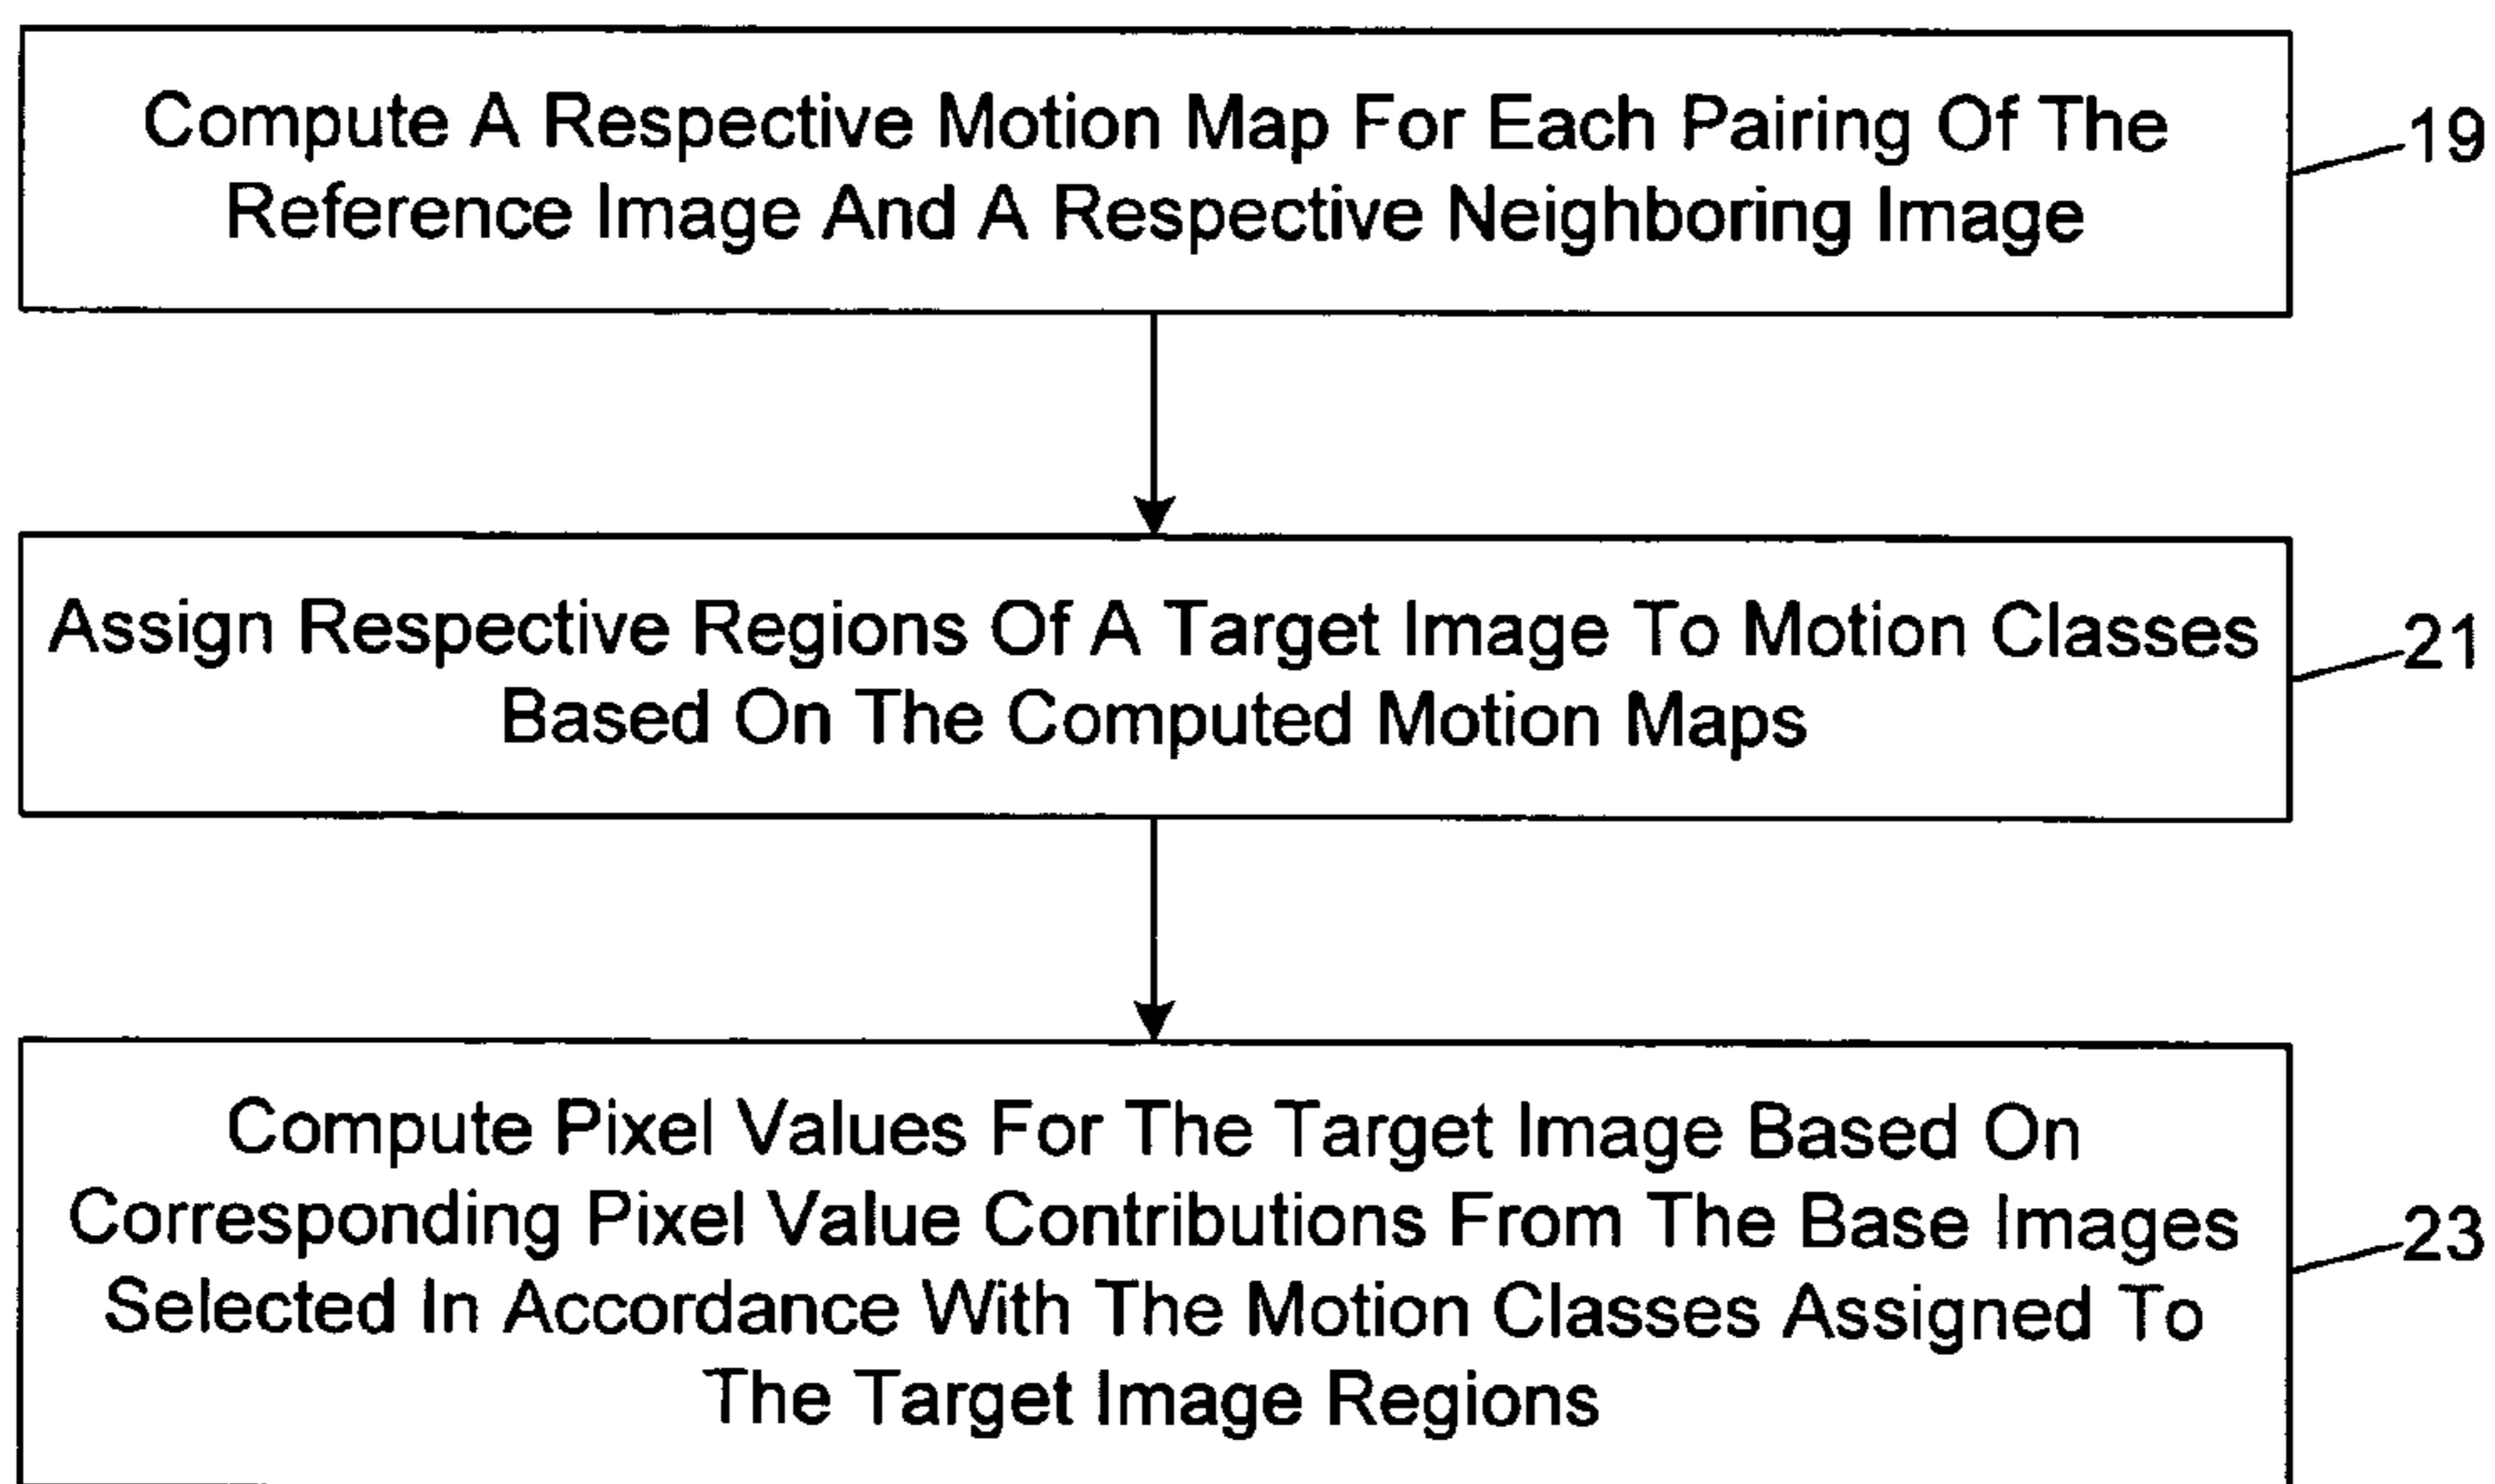 Compute A Respective Motion Map For Each Pairing Of The
Reference Image And A Respective Neighboring Image
19
Assign Respective Regions Of A Target Image To Motion Classes
Based On The Computed Motion Maps
21
Compute Pixel Values For The Target Image Based On
Corresponding Pixel Value Contributions From The Base Images
Selected In Accordance With The Motion Classes Assigned To
The Target Image Regions
23